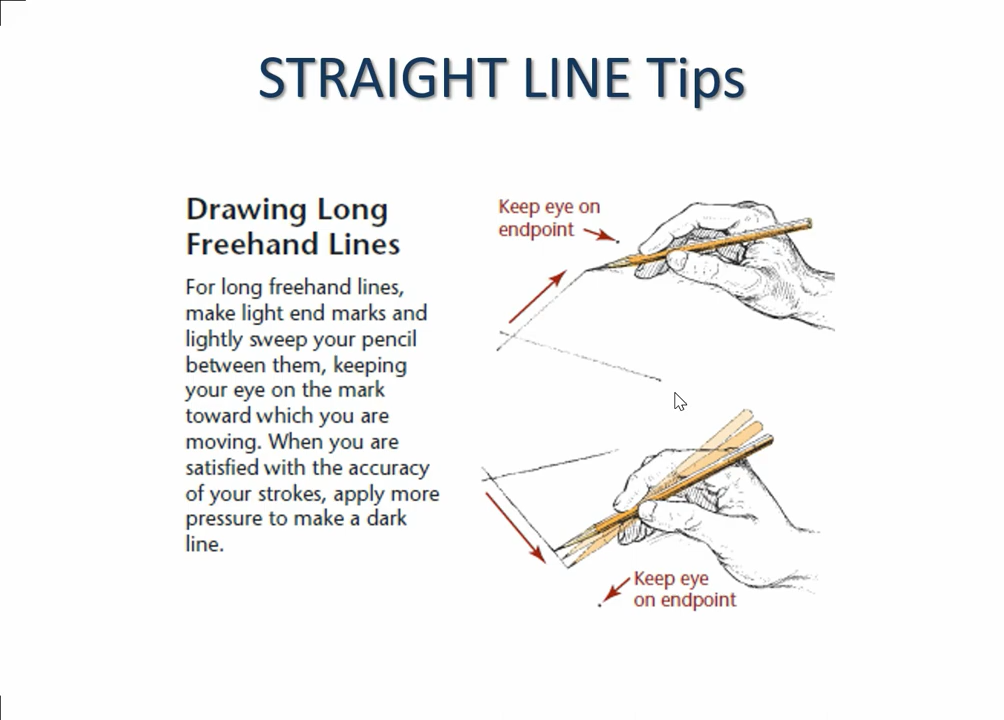 STRAIGHT LINE Tips
Drawing Long
Freehand Lines
For long freehand lines,
make light end marks and
lightly sweep your pencil
between them, keeping
your eye on the mark
toward which you are
moving. When you are
satisfied with the accuracy
of your strokes, apply more
pressure to make a dark
line.
Keep eye on
endpoint
Keep eye
on endpoint